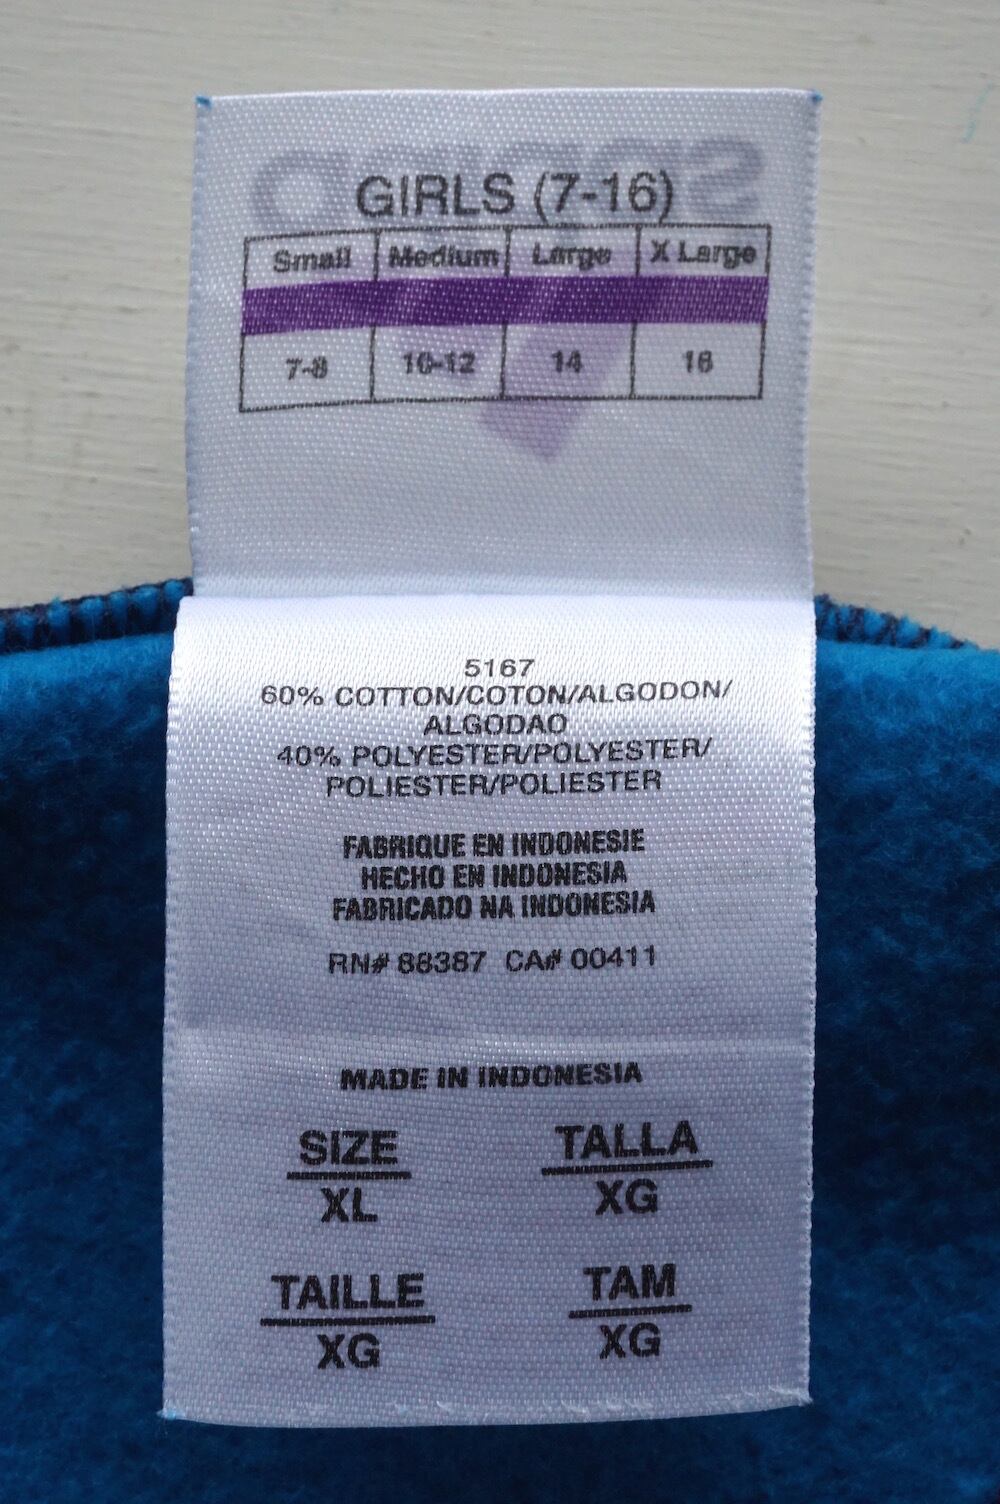 GIRLS (7-16)
Small Medium Large X Large
7-8 10-12 14 16
5167
60% COTTON/COTON/ALGODON/
ALGODAO
40% POLYESTER/POLYESTER/
POLIESTER/POLIESTER
FABRIQUE EN INDONESIE
HECHO EN INDONESIA
FABRICADO NA INDONESIA
RN# 88387 CA# 00411
MADE IN INDONESIA
SIZE TALLA
XL XG
TAILLE TAM
XG XG